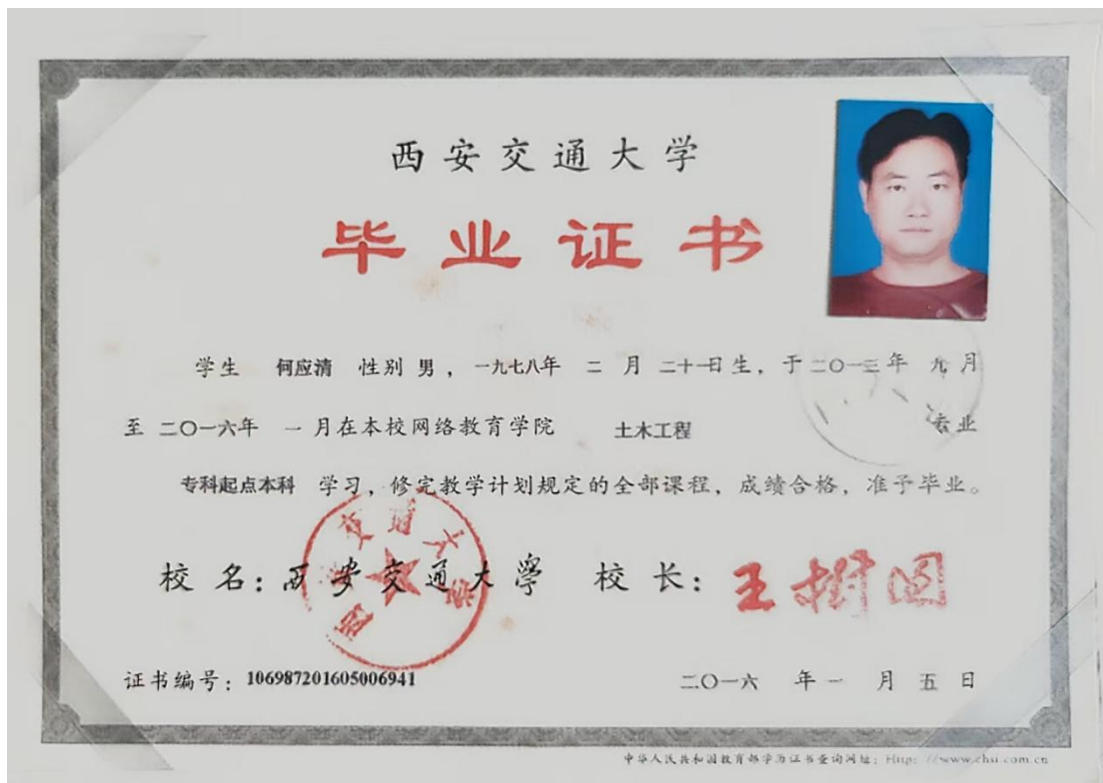 西安交通大学
毕业证书
学生 何应清 性别 男，一九七八年 二 月 二十一日生，于二〇一三年 九月
至 二〇一六年 一月在本校网络教育学院 土木工程 专业
专科起点本科 学习，修完教学计划规定的全部课程，成绩合格，准予毕业。
校 名：西安交通大學 校 长：王樹国
西安交通大学
证书编号：106987201605006941 二〇一六 年 一 月 五 日
中华人民共和国教育部学历证书查询网址：Http: //www.chsi.com.cn